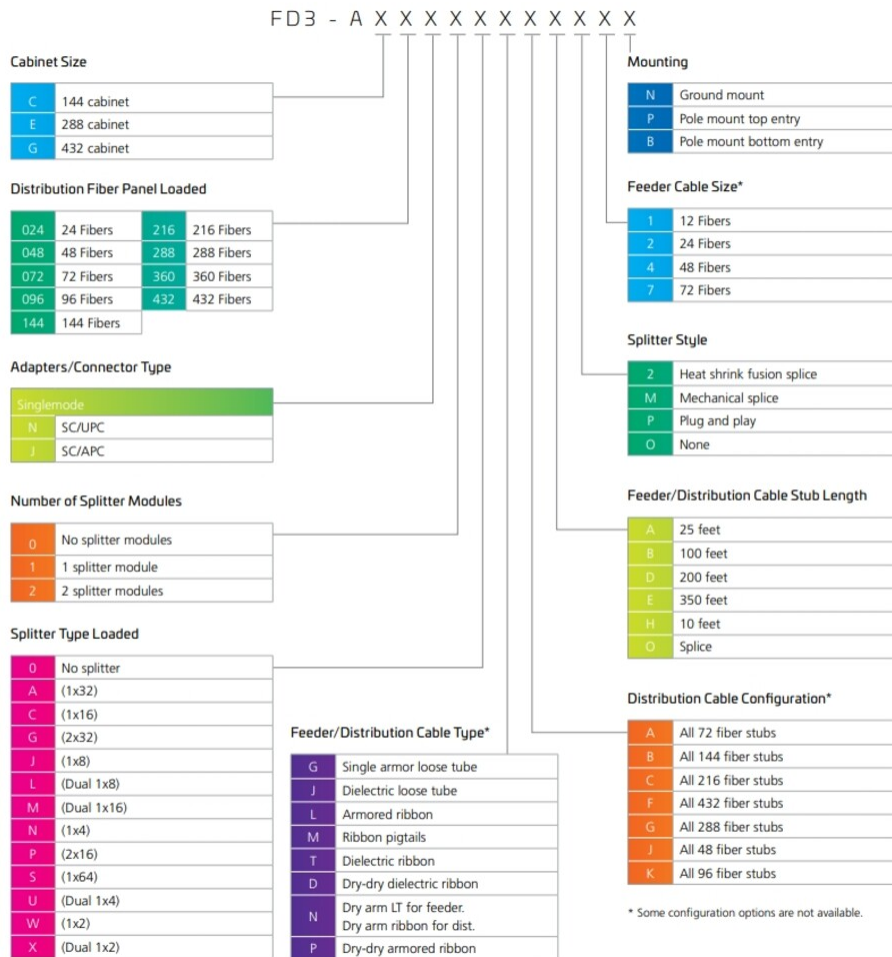 FD3 - A X X X X X X X X X X X
Cabinet Size
C 144 cabinet
E 288 cabinet
G 432 cabinet
Distribution Fiber Panel Loaded
024 24 Fibers 216 216 Fibers
048 48 Fibers 288 288 Fibers
072 72 Fibers 360 360 Fibers
096 96 Fibers 432 432 Fibers
144 144 Fibers
Adapters/Connector Type
Singlemode
N SC/UPC
J SC/APC
Number of Splitter Modules
0 No splitter modules
1 1 splitter module
2 2 splitter modules
Splitter Type Loaded
0 No splitter
A (1x32)
C (1x16)
G (2x32)
J (1x8)
L (Dual 1x8)
M (Dual 1x16)
N (1x4)
P (2x16)
S (1x64)
U (Dual 1x4)
W (1x2)
X (Dual 1x2)
Feeder/Distribution Cable Type*
G Single armor loose tube
J Dielectric loose tube
L Armored ribbon
M Ribbon pigtails
T Dielectric ribbon
D Dry-dry dielectric ribbon
N Dry arm LT for feeder.
Dry arm ribbon for dist.
P Dry-dry armored ribbon
Mounting
N Ground mount
P Pole mount top entry
B Pole mount bottom entry
Feeder Cable Size*
1 12 Fibers
2 24 Fibers
4 48 Fibers
7 72 Fibers
Splitter Style
2 Heat shrink fusion splice
M Mechanical splice
P Plug and play
O None
Feeder/Distribution Cable Stub Length
A 25 feet
B 100 feet
D 200 feet
E 350 feet
H 10 feet
O Splice
Distribution Cable Configuration*
A All 72 fiber stubs
B All 144 fiber stubs
C All 216 fiber stubs
F All 432 fiber stubs
G All 288 fiber stubs
J All 48 fiber stubs
K All 96 fiber stubs
* Some configuration options are not available.